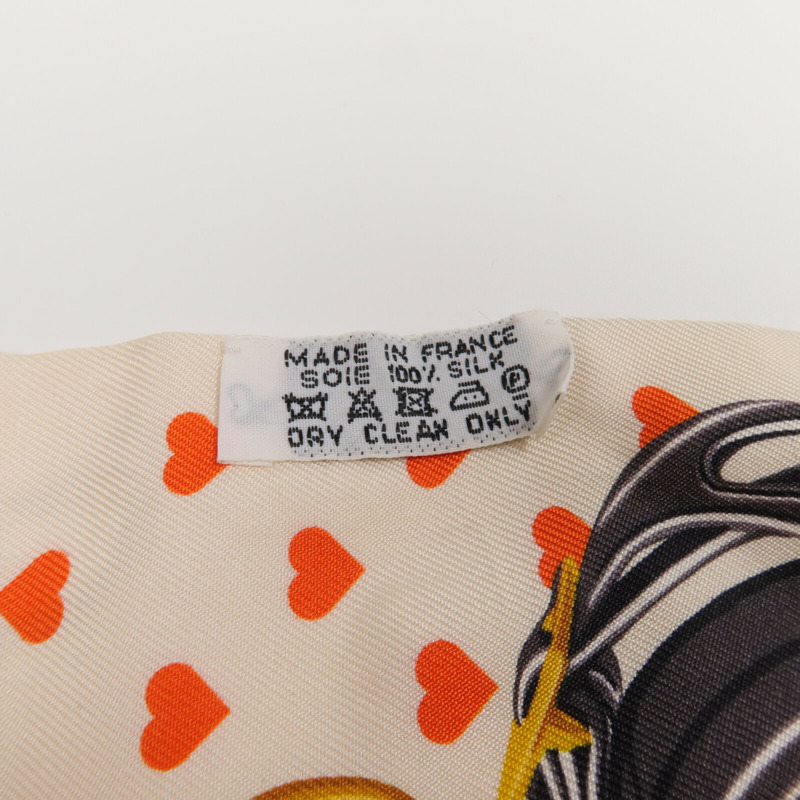 MADE IN FRANCE
SOIE 100% SILK
P
DRY CLEAN ONLY